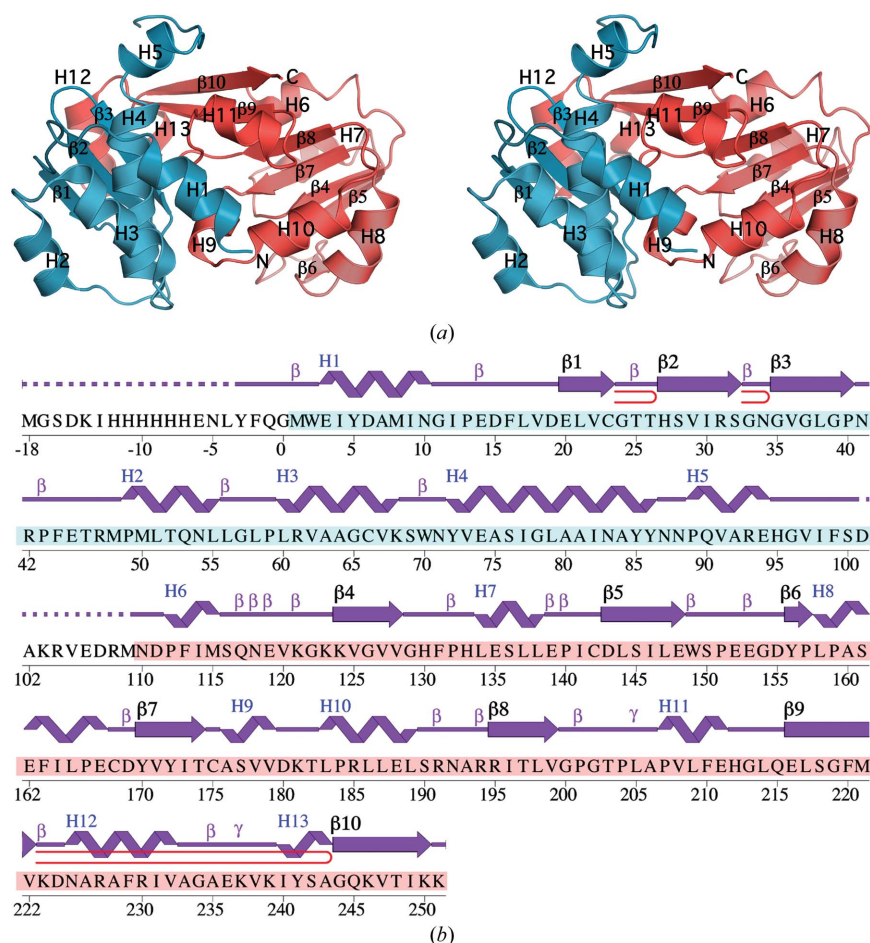 H5 H5
H12 β10 C H12 β10 C
β3 H4 H11 β9 H6 β3 H4 H11 β9 H6
β2 H13 β8 H7 β2 H13 β8 H7
β1 H1 β7 β4 β5 β1 H1 β7 β4 β5
H3 H10 H3 H10
H2 H9 N β6 H8 H2 H9 N β6 H8
(a)
β H1 β β1 β β2 β β3
MGSDKIHHHHHHENLYFQGMWEIYDAMINGIPEDFLVDELVCGTTHSVIRSGNGVGLGPN
-18 -15 -10 -5 0 5 10 15 20 25 30 35 40
β H2 β H3 β H4 H5
RPFETRMPMLTQNLLGLPLRVAAGCVKSWNYVEASIGLAAINAYYNNPQVAREHGVIFSD
42 50 55 60 65 70 75 80 85 90 95 100
H6 β β β β β4 β H7 β β β5 β β β6 H8
AKRVEDRMNDPFIMSQNEVKGKKVGVVGHFPHLESLLEPICDLSILEWSPEEGDYPLPAS
102 110 115 120 125 130 135 140 145 150 155 160
β β7 H9 H10 β β β8 β γ H11 β9
EFILPECDYVYITCASVVDKTLPRLLELSRNARRITLVGPGTPLAPVLFEHGLQELSGFM
162 170 175 180 185 190 195 200 205 210 215 220
β H12 β γ H13 β10
VKDNARAFRIVAGAEKVKIYSAGQKVTIKK
222 230 235 240 245 250
(b)